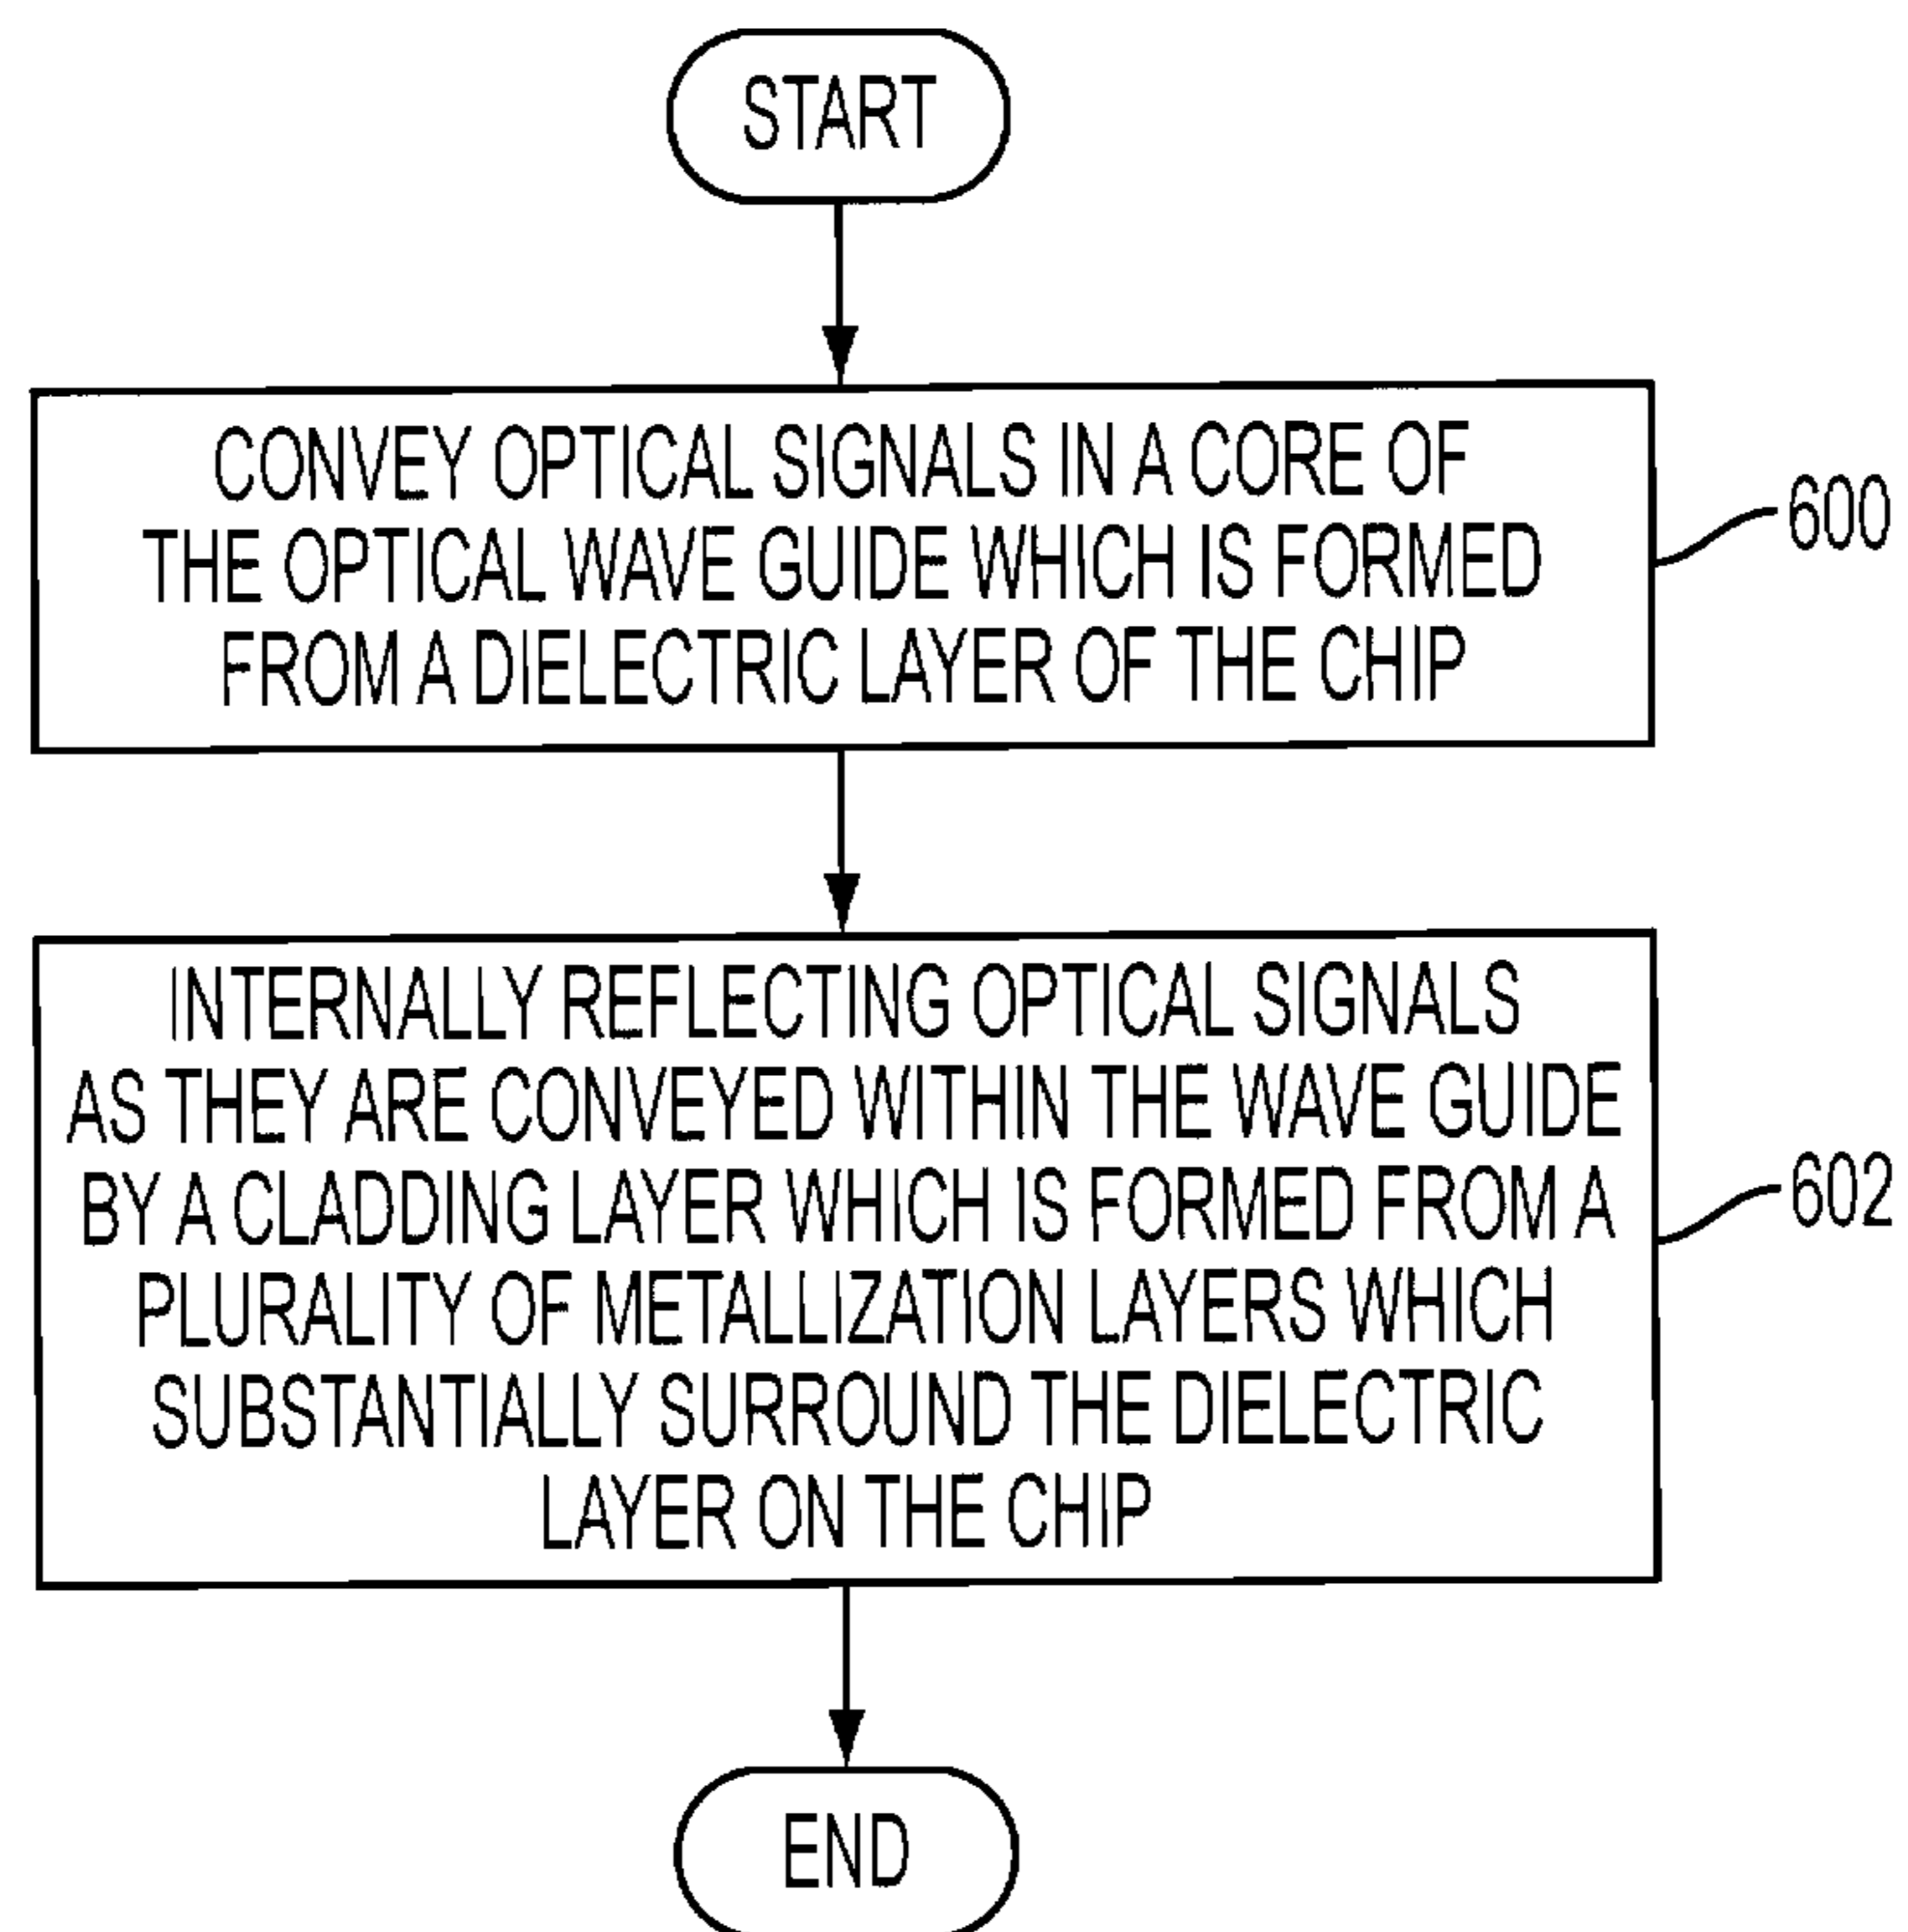 START
CONVEY OPTICAL SIGNALS IN A CORE OF
THE OPTICAL WAVE GUIDE WHICH IS FORMED
FROM A DIELECTRIC LAYER OF THE CHIP
600
INTERNALLY REFLECTING OPTICAL SIGNALS
AS THEY ARE CONVEYED WITHIN THE WAVE GUIDE
BY A CLADDING LAYER WHICH IS FORMED FROM A
PLURALITY OF METALLIZATION LAYERS WHICH
SUBSTANTIALLY SURROUND THE DIELECTRIC
LAYER ON THE CHIP
602
END